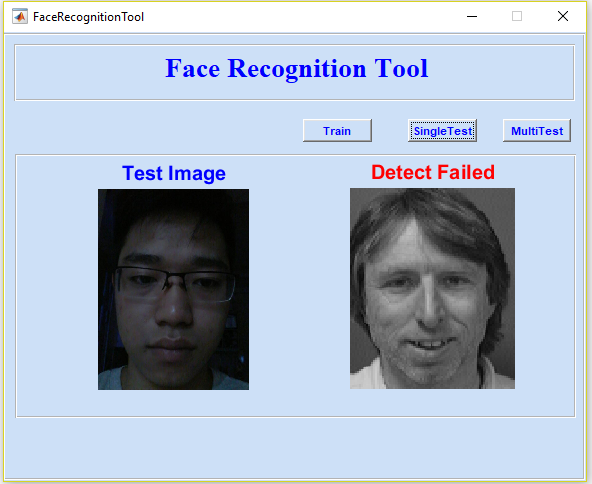 FaceRecognitionTool
Face Recognition Tool
Train SingleTest MultiTest
Test Image Detect Failed